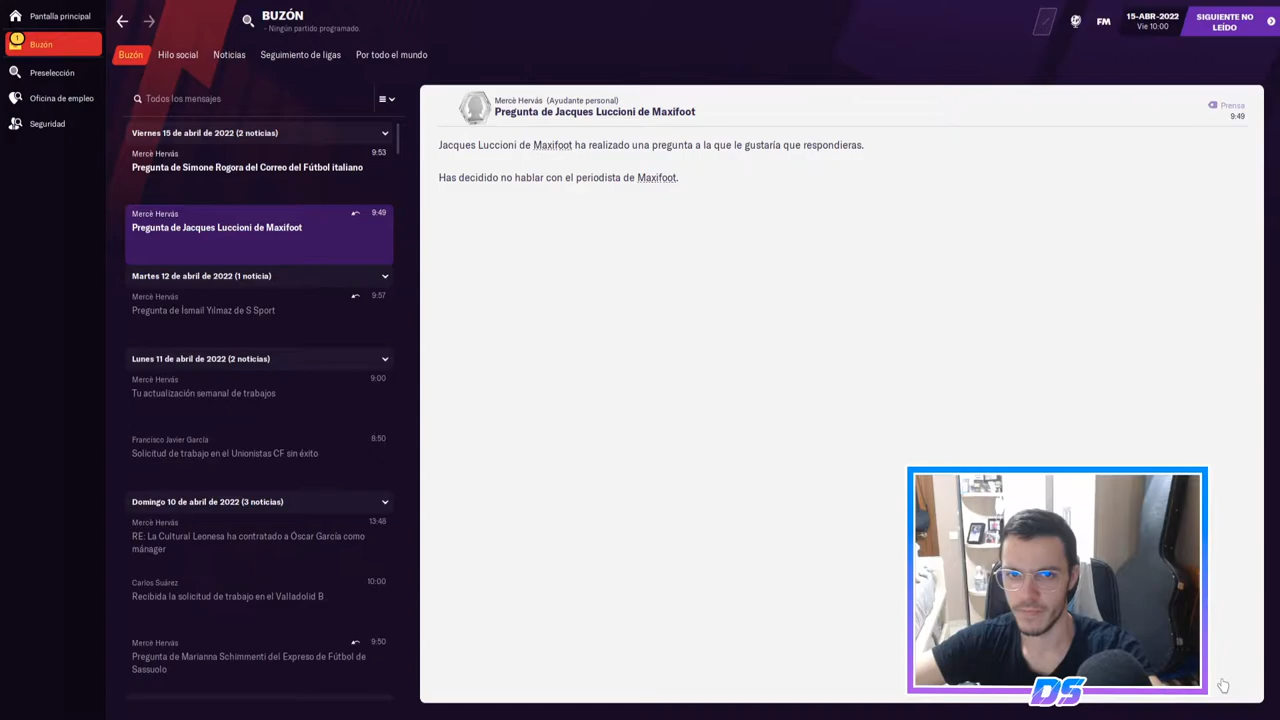 Pantalla principal
1
Buzón
Preselección
Oficina de empleo
Seguridad
BUZÓN
- Ningún partido programado.
FM
15-ABR-2022
Vie 10:00
SIGUIENTE NO
LEÍDO
Buzón
Hilo social
Noticias
Seguimiento de ligas
Por todo el mundo
Todos los mensajes
Viernes 15 de abril de 2022 (2 noticias)
Mercè Hervás
9:53
Pregunta de Simone Rogora del Correo del Fútbol italiano
Mercè Hervás
9:49
Pregunta de Jacques Luccioni de Maxifoot
Martes 12 de abril de 2022 (1 noticia)
Mercè Hervás
9:57
Pregunta de İsmail Yılmaz de S Sport
Lunes 11 de abril de 2022 (2 noticias)
Mercè Hervás
9:00
Tu actualización semanal de trabajos
Francisco Javier García
8:50
Solicitud de trabajo en el Unionistas CF sin éxito
Domingo 10 de abril de 2022 (3 noticias)
Mercè Hervás
13:48
RE: La Cultural Leonesa ha contratado a Óscar García como
mánager
Carlos Suárez
10:00
Recibida la solicitud de trabajo en el Valladolid B
Mercè Hervás
9:50
Pregunta de Marianna Schimmenti del Expreso de Fútbol de
Sassuolo
Mercè Hervás (Ayudante personal)
Pregunta de Jacques Luccioni de Maxifoot
Prensa
9:49
Jacques Luccioni de Maxifoot ha realizado una pregunta a la que le gustaría que respondieras.
Has decidido no hablar con el periodista de Maxifoot.
DS